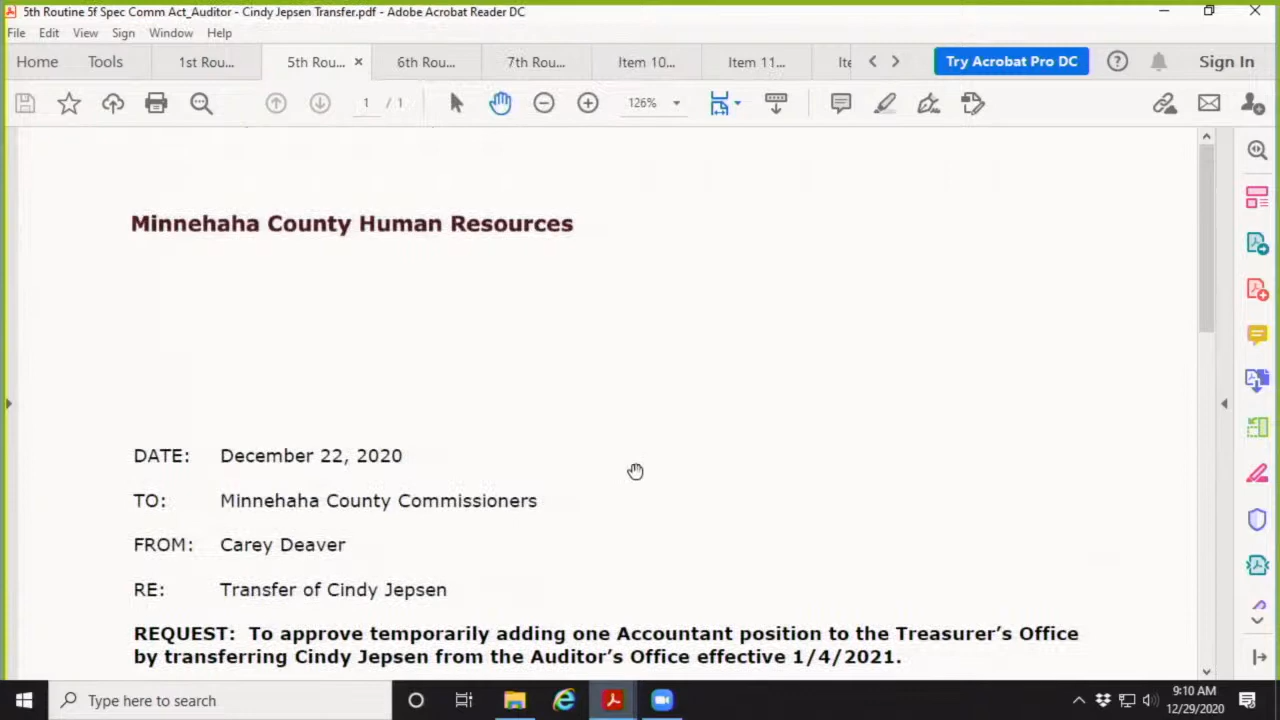 5th Routine 5f Spec Comm Act_Auditor - Cindy Jepsen Transfer.pdf - Adobe Acrobat Reader DC
File Edit View Sign Window Help
Home Tools 1st Rou... 5th Rou... 6th Rou... 7th Rou... Item 10... Item 11... Ite Try Acrobat Pro DC Sign In
1 / 1 126%
Minnehaha County Human Resources
DATE: December 22, 2020
TO: Minnehaha County Commissioners
FROM: Carey Deaver
RE: Transfer of Cindy Jepsen
REQUEST: To approve temporarily adding one Accountant position to the Treasurer's Office
by transferring Cindy Jepsen from the Auditor's Office effective 1/4/2021.
Type here to search
9:10 AM
12/29/2020